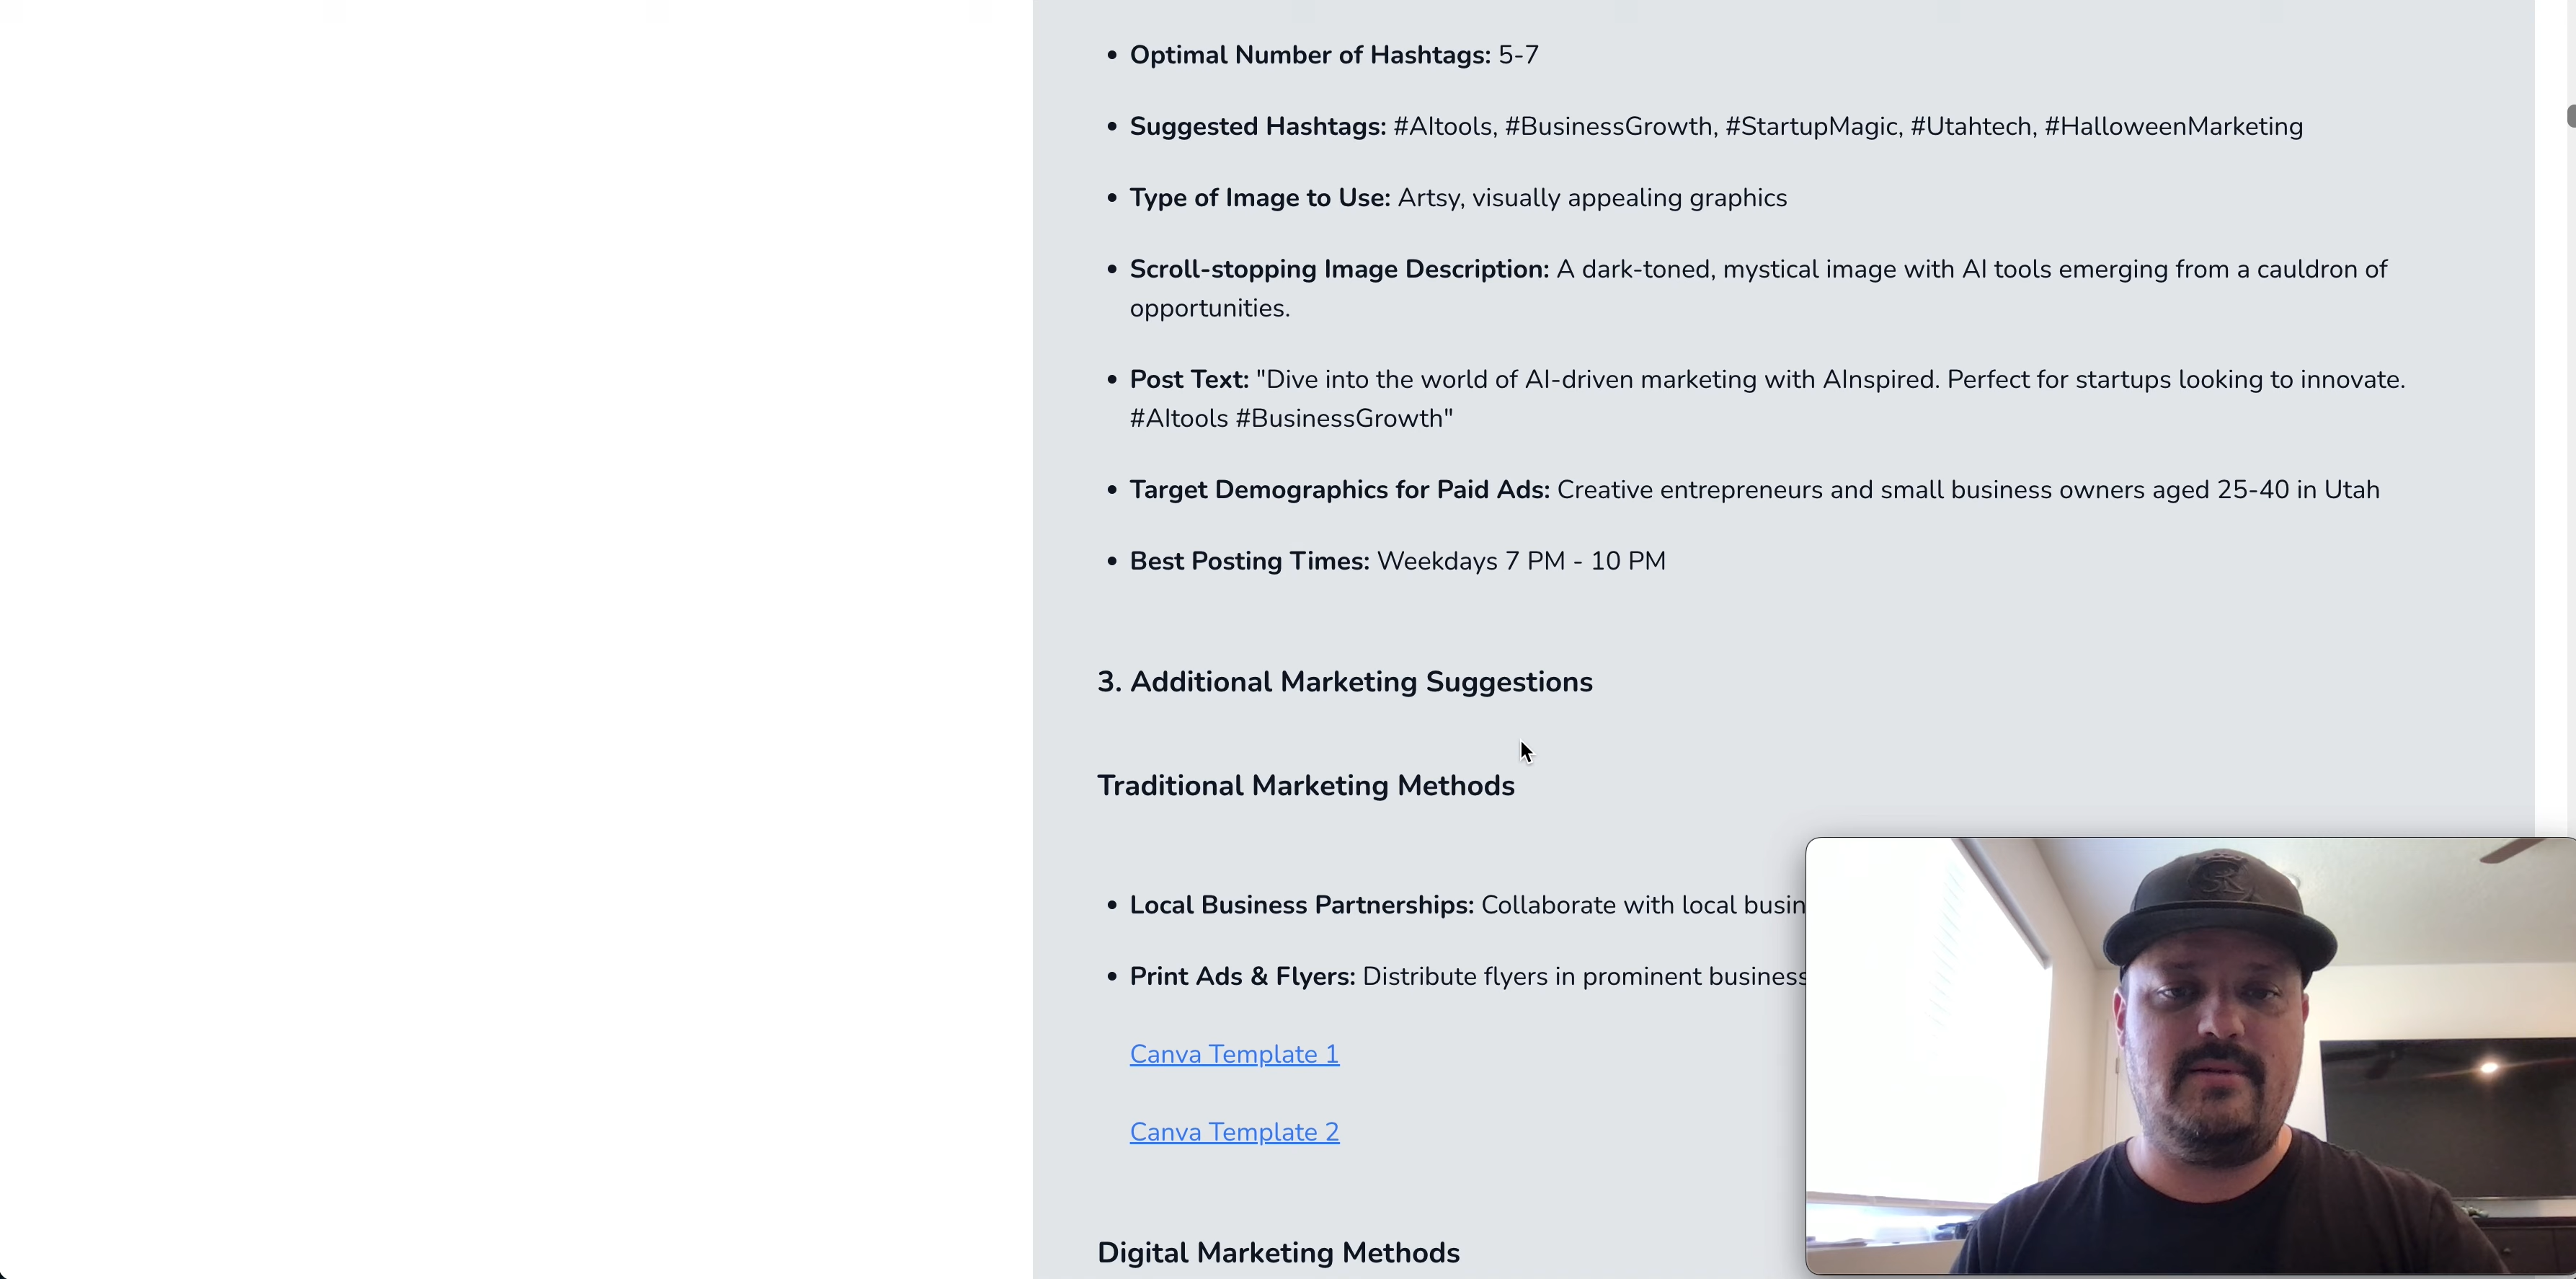 Optimal Number of Hashtags: 5-7
Suggested Hashtags: #AItools, #BusinessGrowth, #StartupMagic, #Utahtech, #HalloweenMarketing
Type of Image to Use: Artsy, visually appealing graphics
Scroll-stopping Image Description: A dark-toned, mystical image with AI tools emerging from a cauldron of
opportunities.
Post Text: "Dive into the world of AI-driven marketing with AInspired. Perfect for startups looking to innovate.
#AItools #BusinessGrowth"
Target Demographics for Paid Ads: Creative entrepreneurs and small business owners aged 25-40 in Utah
Best Posting Times: Weekdays 7 PM - 10 PM
3. Additional Marketing Suggestions
Traditional Marketing Methods
Local Business Partnerships: Collaborate with local busin
Print Ads & Flyers: Distribute flyers in prominent business
Canva Template 1
Canva Template 2
Digital Marketing Methods